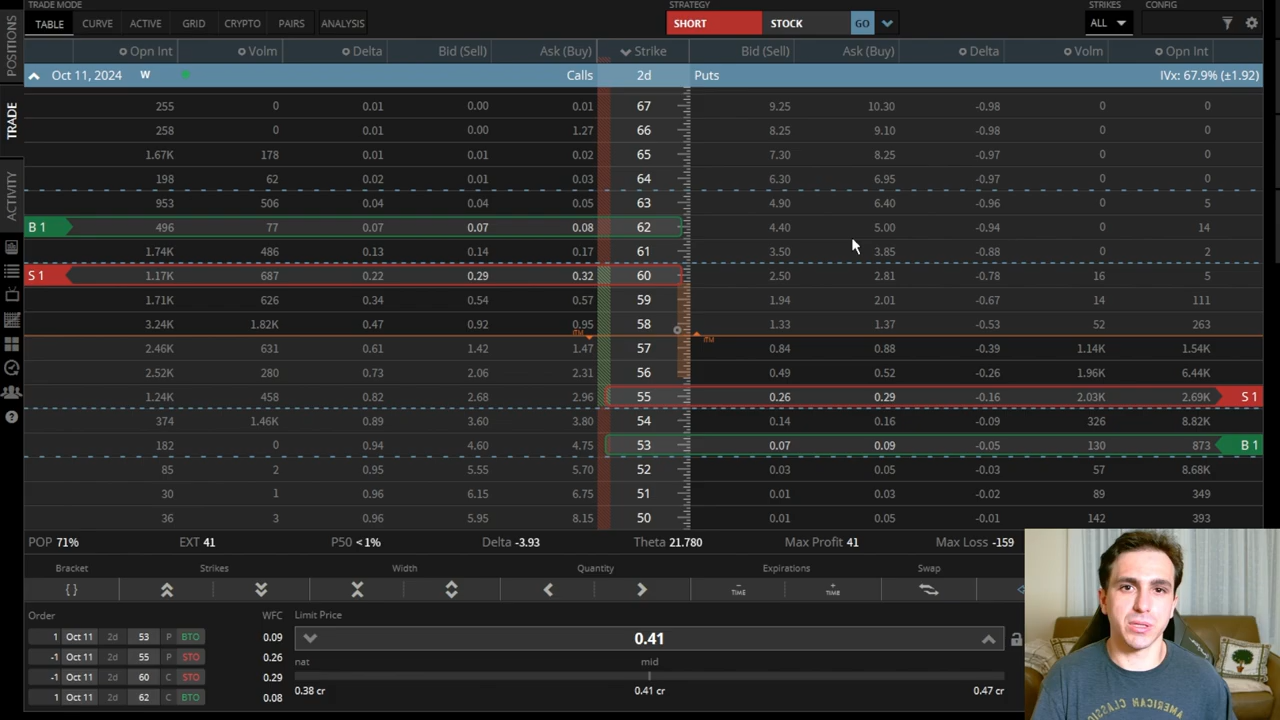 TRADE MODE
STRATEGY
STRIKES
CONFIG
TABLE CURVE ACTIVE GRID CRYPTO PAIRS ANALYSIS
SHORT STOCK GO
ALL
POSITIONS
TRADE
ACTIVITY
Opn Int Volm Delta Bid (Sell) Ask (Buy) Strike Bid (Sell) Ask (Buy) Delta Volm Opn Int
Oct 11, 2024 W Calls 2d Puts IVx: 67.9% (±1.92)
255 0 0.01 0.00 0.01 67 9.25 10.30 -0.98 0 0
258 0 0.01 0.00 1.27 66 8.25 9.10 -0.98 0 0
1.67K 178 0.01 0.01 0.02 65 7.30 8.25 -0.97 0 0
198 62 0.02 0.01 0.03 64 6.30 6.95 -0.97 0 0
953 506 0.04 0.04 0.05 63 4.90 6.40 -0.96 0 5
B 1 496 77 0.07 0.07 0.08 62 4.40 5.00 -0.94 0 14
1.74K 486 0.13 0.14 0.17 61 3.50 3.85 -0.88 0 2
S 1 1.17K 687 0.22 0.29 0.32 60 2.50 2.81 -0.78 16 5
1.71K 626 0.34 0.54 0.57 59 1.94 2.01 -0.67 14 111
3.24K 1.82K 0.47 0.92 0.95 58 1.33 1.37 -0.53 52 263
ITM ITM
2.46K 631 0.61 1.42 1.47 57 0.84 0.88 -0.39 1.14K 1.54K
2.52K 280 0.73 2.06 2.31 56 0.49 0.52 -0.26 1.96K 6.44K
1.24K 458 0.82 2.68 2.96 55 0.26 0.29 -0.16 2.03K 2.69K S 1
374 1.46K 0.89 3.60 3.80 54 0.14 0.16 -0.09 326 8.82K
182 0 0.94 4.60 4.75 53 0.07 0.09 -0.05 130 873 B 1
85 2 0.95 5.55 5.70 52 0.03 0.05 -0.03 57 8.68K
30 1 0.96 6.15 6.75 51 0.01 0.03 -0.02 89 349
36 3 0.96 5.95 8.15 50 0.01 0.05 -0.01 142 393
POP 71% EXT 41 P50 < 1% Delta -3.93 Theta 21.780 Max Profit 41 Max Loss -159
Bracket Strikes Width Quantity Expirations Swap
{ } TIME TIME
Order WFC Limit Price
1 Oct 11 2d 53 P BTO 0.09
-1 Oct 11 2d 55 P STO 0.26
-1 Oct 11 2d 60 C STO 0.29
1 Oct 11 2d 62 C BTO 0.08
0.41
nat mid
0.38 cr 0.41 cr 0.47 cr
AMERICAN CLASSIC